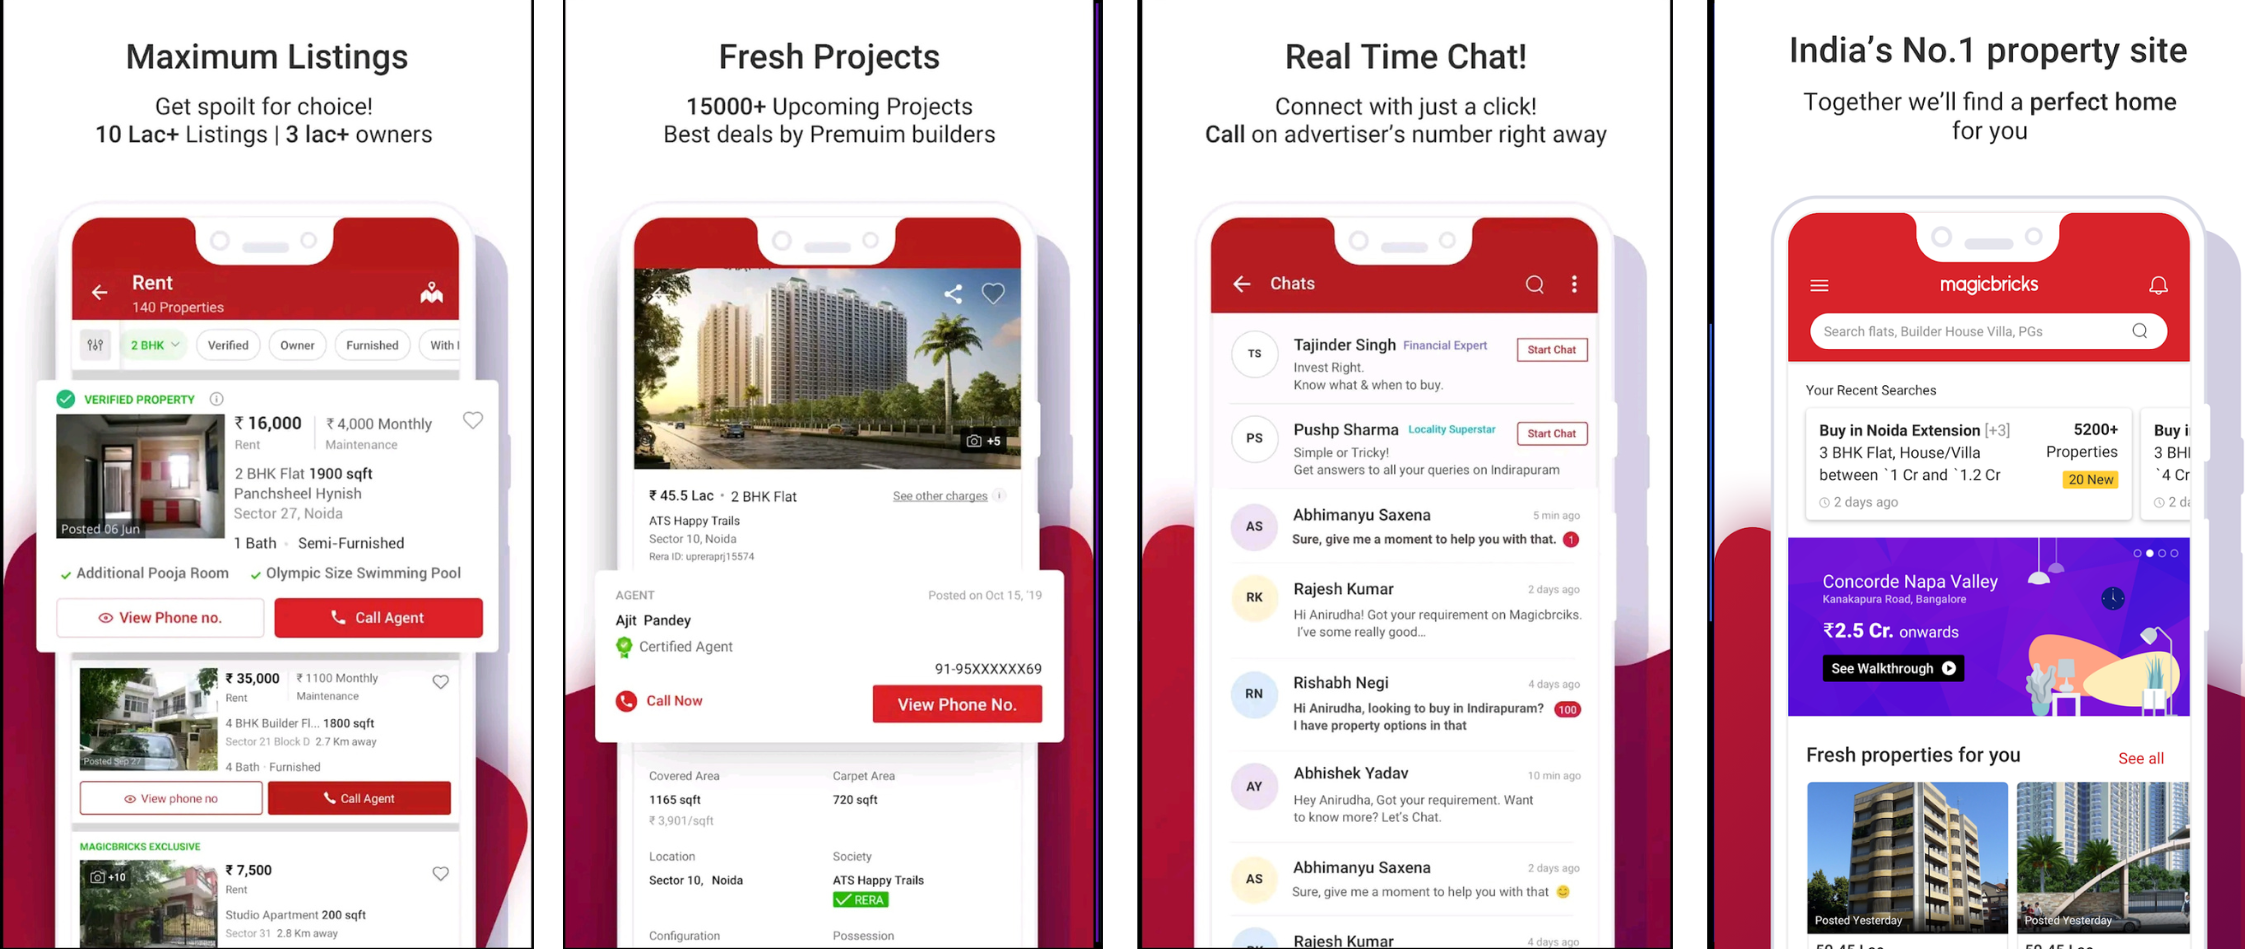 Maximum Listings
Get spoilt for choice!
10 Lac+ Listings | 3 lac+ owners
Rent
140 Properties
2 BHK
Verified
Owner
Furnished
With
VERIFIED PROPERTY
₹ 16,000
₹ 4,000 Monthly
Rent
Maintenance
2 BHK Flat 1900 sqft
Panchsheel Hynish
Sector 27, Noida
Posted 06 Jun
1 Bath · Semi-Furnished
Additional Pooja Room
Olympic Size Swimming Pool
View Phone no.
Call Agent
₹ 35,000
₹ 1100 Monthly
Rent
Maintenance
4 BHK Builder Fl... 1800 sqft
Sector 21 Block D 2.7 Km away
Posted Sep 27
4 Bath · Furnished
View phone no
Call Agent
MAGICBRICKS EXCLUSIVE
+10
₹ 7,500
Rent
Studio Apartment 200 sqft
Sector 31 2.8 Km away
Fresh Projects
15000+ Upcoming Projects
Best deals by Premuim builders
+5
₹ 45.5 Lac · 2 BHK Flat
See other charges
ATS Happy Trails
Sector 10, Noida
Rera ID: upreraprj15574
AGENT
Posted on Oct 15, '19
Ajit Pandey
Certified Agent
91-95XXXXXX69
Call Now
View Phone No.
Covered Area
Carpet Area
1165 sqft
720 sqft
₹ 3,901/sqft
Location
Society
Sector 10, Noida
ATS Happy Trails
RERA
Configuration
Possession
Real Time Chat!
Connect with just a click!
Call on advertiser's number right away
Chats
TS
Tajinder Singh Financial Expert
Start Chat
Invest Right.
Know what & when to buy.
PS
Pushp Sharma Locality Superstar
Start Chat
Simple or Tricky!
Get answers to all your queries on Indirapuram
AS
Abhimanyu Saxena
5 min ago
Sure, give me a moment to help you with that.
1
RK
Rajesh Kumar
2 days ago
Hi Anirudha! Got your requirement on Magicbrciks.
I've some really good...
RN
Rishabh Negi
4 days ago
Hi Anirudha, looking to buy in Indirapuram?
100
I have property options in that
AY
Abhishek Yadav
10 min ago
Hey Anirudha, Got your requirement. Want
to know more? Let's Chat.
AS
Abhimanyu Saxena
2 days ago
Sure, give me a moment to help you with that 😊
Rajesh Kumar
4 days ago
India's No.1 property site
Together we'll find a perfect home
for you
magicbricks
Search flats, Builder House Villa, PGs
Your Recent Searches
Buy in Noida Extension [+3]
5200+
3 BHK Flat, House/Villa
Properties
between `1 Cr and `1.2 Cr
20 New
2 days ago
Buy i
3 BH
`4 Cr
2 d
Concorde Napa Valley
Kanakapura Road, Bangalore
₹2.5 Cr. onwards
See Walkthrough
Fresh properties for you
See all
Posted Yesterday
Posted Yesterday